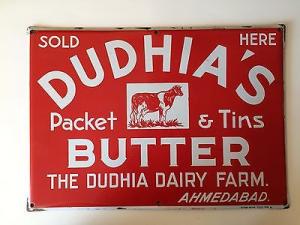 SOLD HERE
DUDHIA'S
Packet & Tins
BUTTER
THE DUDHIA DAIRY FARM.
AHMEDABAD.